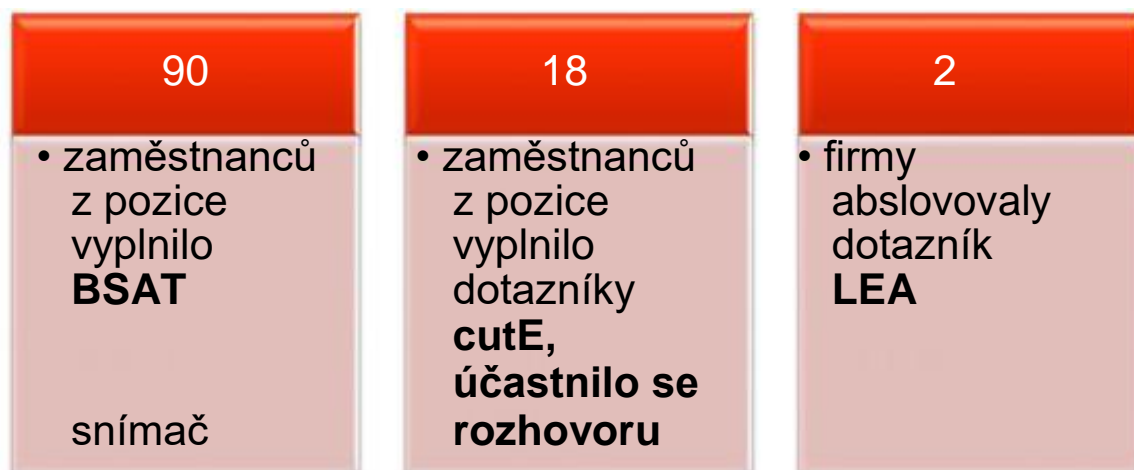 90
• zaměstnanců
z pozice
vyplnilo
BSAT
snímač
18
• zaměstnanců
z pozice
vyplnilo
dotazníky
cutE,
účastnilo se
rozhovoru
2
• firmy
abslovovaly
dotazník
LEA